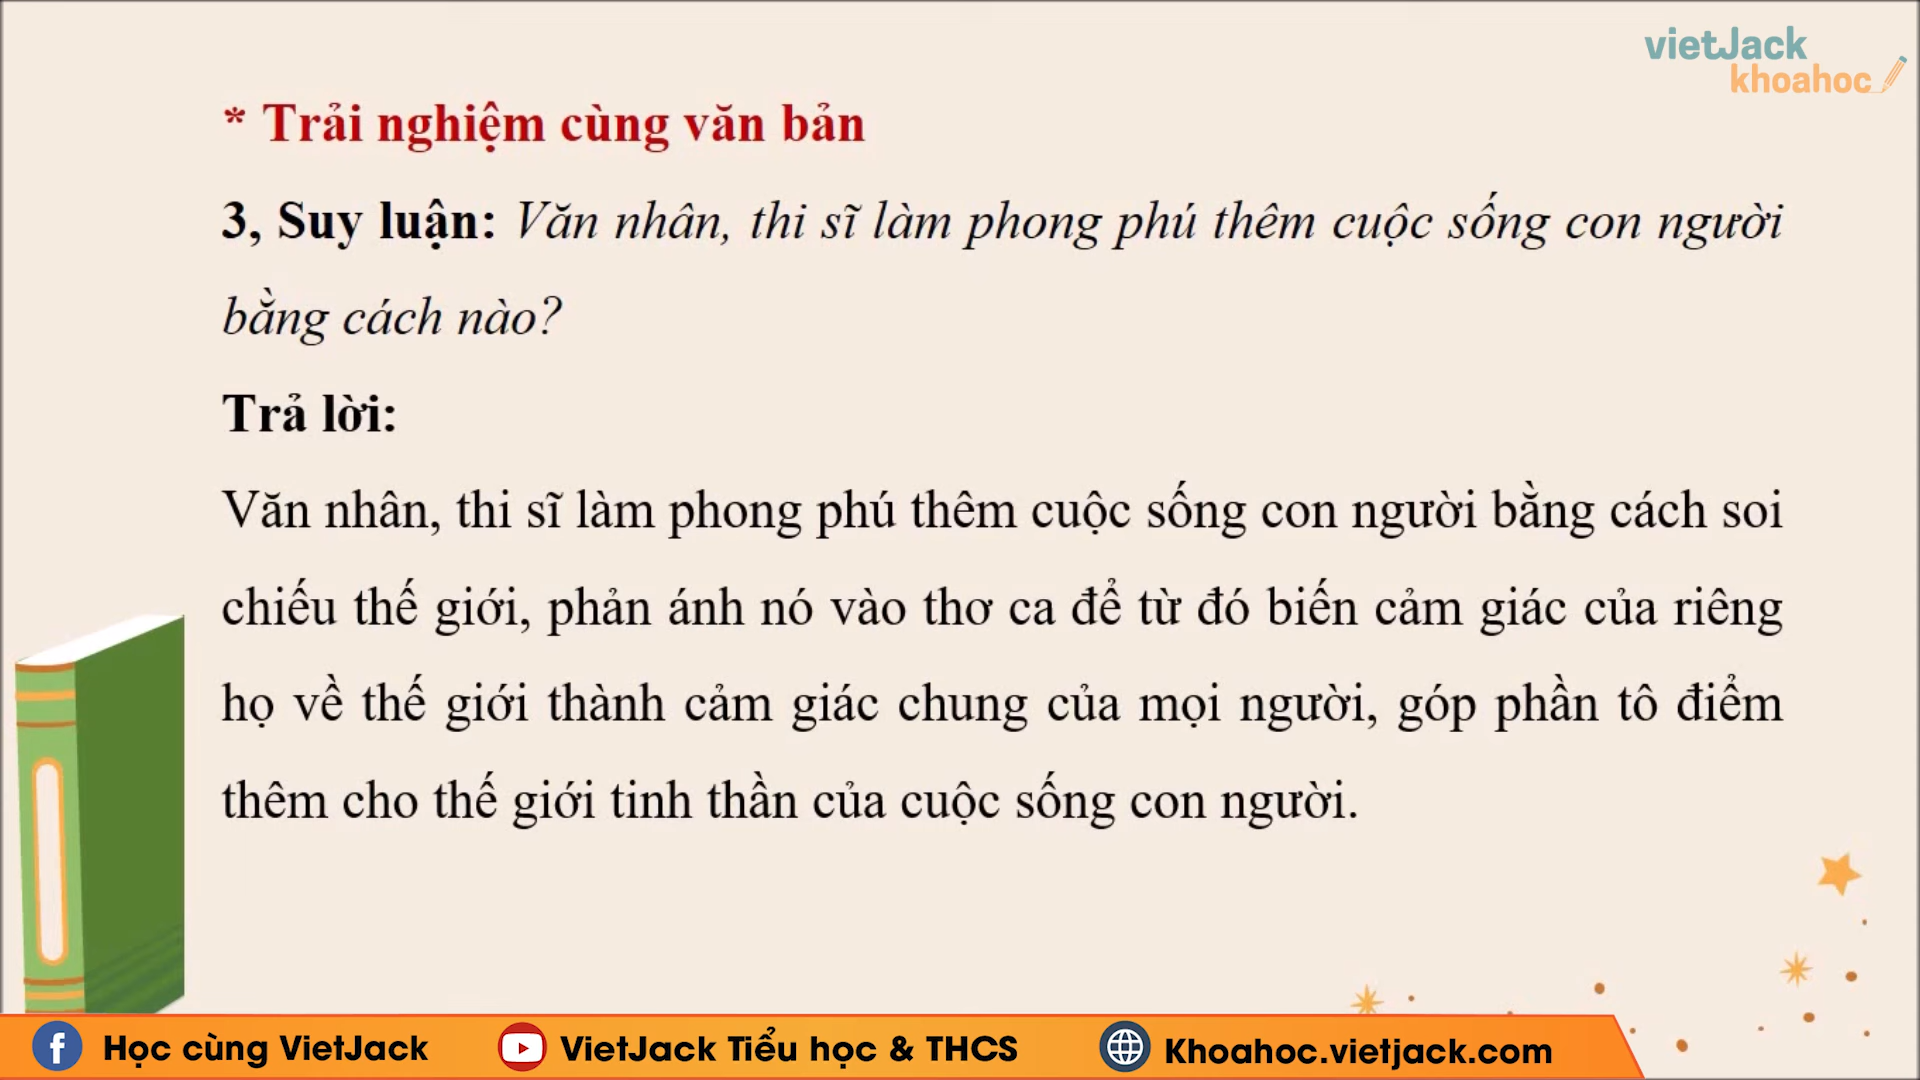 vietJack
khoahoc
* Trải nghiệm cùng văn bản
3, Suy luận: Văn nhân, thi sĩ làm phong phú thêm cuộc sống con người
bằng cách nào?
Trả lời:
Văn nhân, thi sĩ làm phong phú thêm cuộc sống con người bằng cách soi
chiếu thế giới, phản ánh nó vào thơ ca để từ đó biến cảm giác của riêng
họ về thế giới thành cảm giác chung của mọi người, góp phần tô điểm
thêm cho thế giới tinh thần của cuộc sống con người.
Học cùng VietJack
VietJack Tiểu học & THCS
Khoahoc.vietjack.com